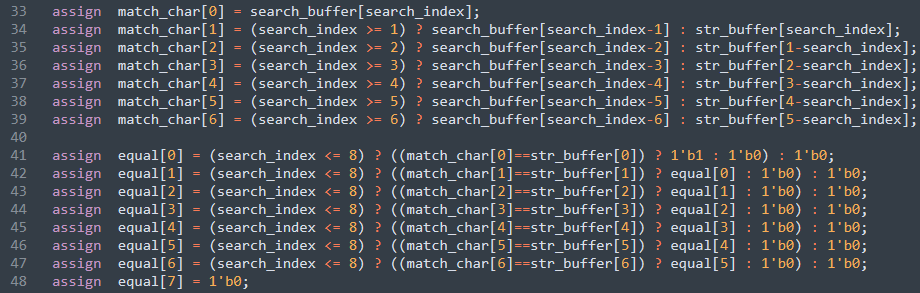 33 assign match_char[0] = search_buffer[search_index];
34 assign match_char[1] = (search_index >= 1) ? search_buffer[search_index-1] : str_buffer[search_index];
35 assign match_char[2] = (search_index >= 2) ? search_buffer[search_index-2] : str_buffer[1-search_index];
36 assign match_char[3] = (search_index >= 3) ? search_buffer[search_index-3] : str_buffer[2-search_index];
37 assign match_char[4] = (search_index >= 4) ? search_buffer[search_index-4] : str_buffer[3-search_index];
38 assign match_char[5] = (search_index >= 5) ? search_buffer[search_index-5] : str_buffer[4-search_index];
39 assign match_char[6] = (search_index >= 6) ? search_buffer[search_index-6] : str_buffer[5-search_index];
40
41 assign equal[0] = (search_index <= 8) ? ((match_char[0]==str_buffer[0]) ? 1'b1 : 1'b0) : 1'b0;
42 assign equal[1] = (search_index <= 8) ? ((match_char[1]==str_buffer[1]) ? equal[0] : 1'b0) : 1'b0;
43 assign equal[2] = (search_index <= 8) ? ((match_char[2]==str_buffer[2]) ? equal[1] : 1'b0) : 1'b0;
44 assign equal[3] = (search_index <= 8) ? ((match_char[3]==str_buffer[3]) ? equal[2] : 1'b0) : 1'b0;
45 assign equal[4] = (search_index <= 8) ? ((match_char[4]==str_buffer[4]) ? equal[3] : 1'b0) : 1'b0;
46 assign equal[5] = (search_index <= 8) ? ((match_char[5]==str_buffer[5]) ? equal[4] : 1'b0) : 1'b0;
47 assign equal[6] = (search_index <= 8) ? ((match_char[6]==str_buffer[6]) ? equal[5] : 1'b0) : 1'b0;
48 assign equal[7] = 1'b0;